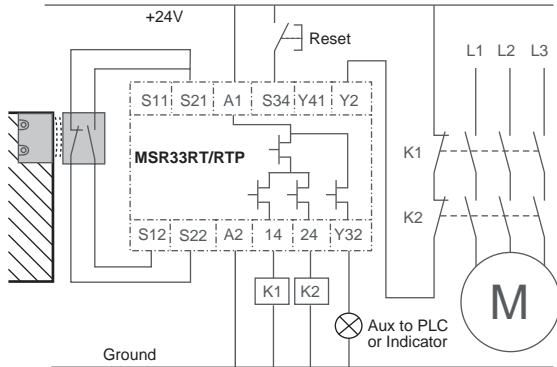 +24V
Reset
L1 L2 L3
S11 S21 A1 S34 Y41 Y2
MSR33RT/RTP
K1
K2
S12 S22 A2 14 24 Y32
K1 K2
M
Aux to PLC
or Indicator
Ground